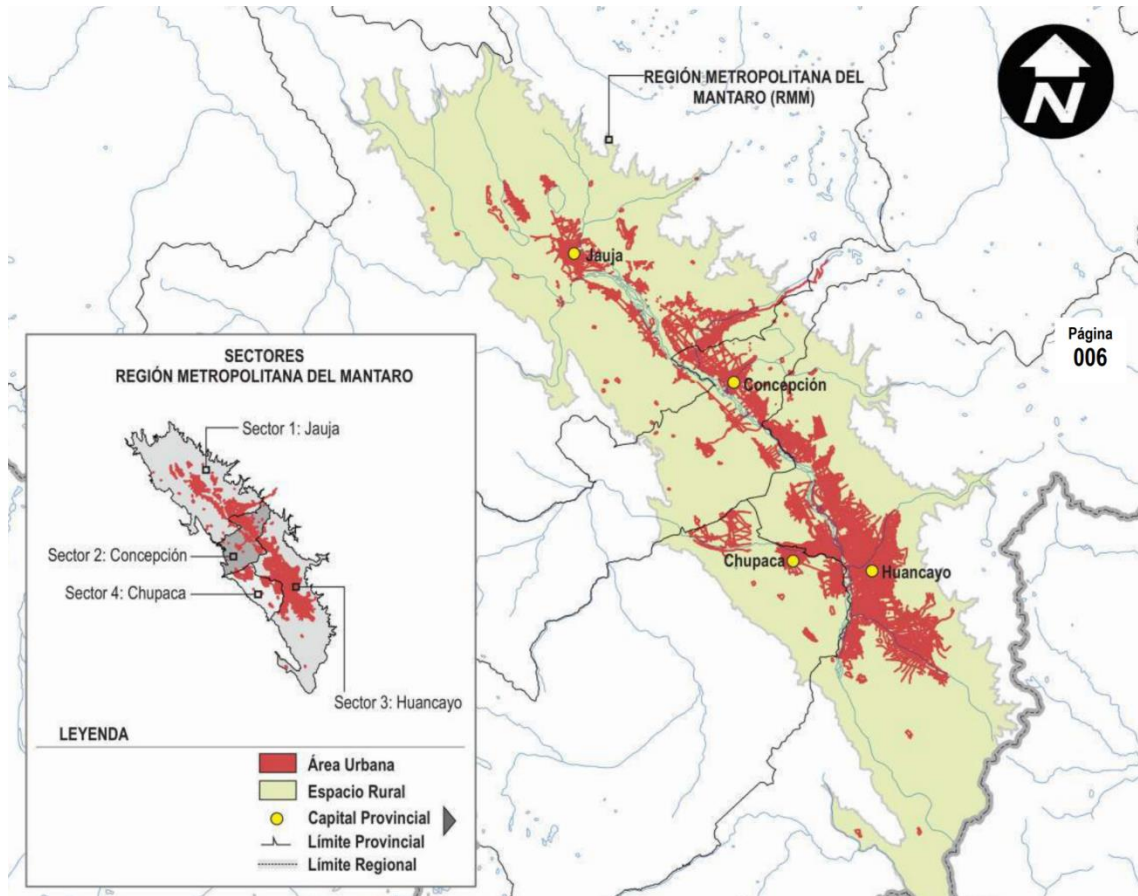 REGIÓN METROPOLITANA DEL
MANTARO (RMM)
N
Jauja
Página
006
Concepción
Chupaca
Huancayo
SECTORES
REGIÓN METROPOLITANA DEL MANTARO
Sector 1: Jauja
Sector 2: Concepción
Sector 4: Chupaca
Sector 3: Huancayo
LEYENDA
Área Urbana
Espacio Rural
Capital Provincial
Límite Provincial
Límite Regional